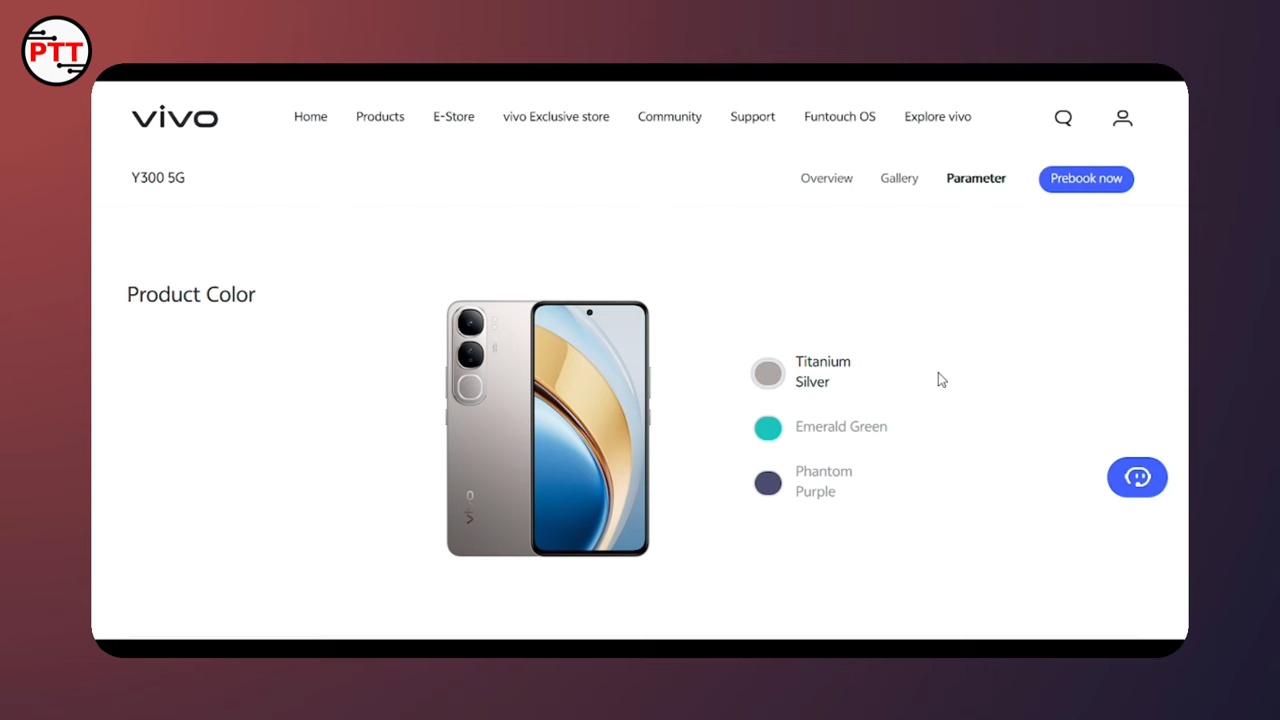 PTT
vivo
Home Products E-Store vivo Exclusive store Community Support Funtouch OS Explore vivo
Y300 5G
Overview Gallery Parameter Prebook now
Product Color
vivo
Titanium
Silver
Emerald Green
Phantom
Purple